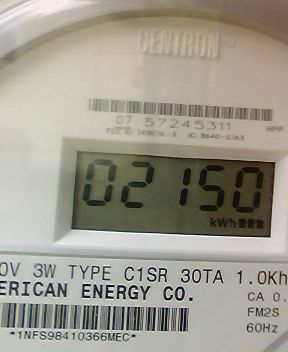 CENTRON
07 57245311
HPP
02150
kWh
0V 3W TYPE C1SR 30TA 1.0Kh
ERICAN ENERGY CO.
CA 0.
FM2S
60Hz
*1NFS98410366MEC*